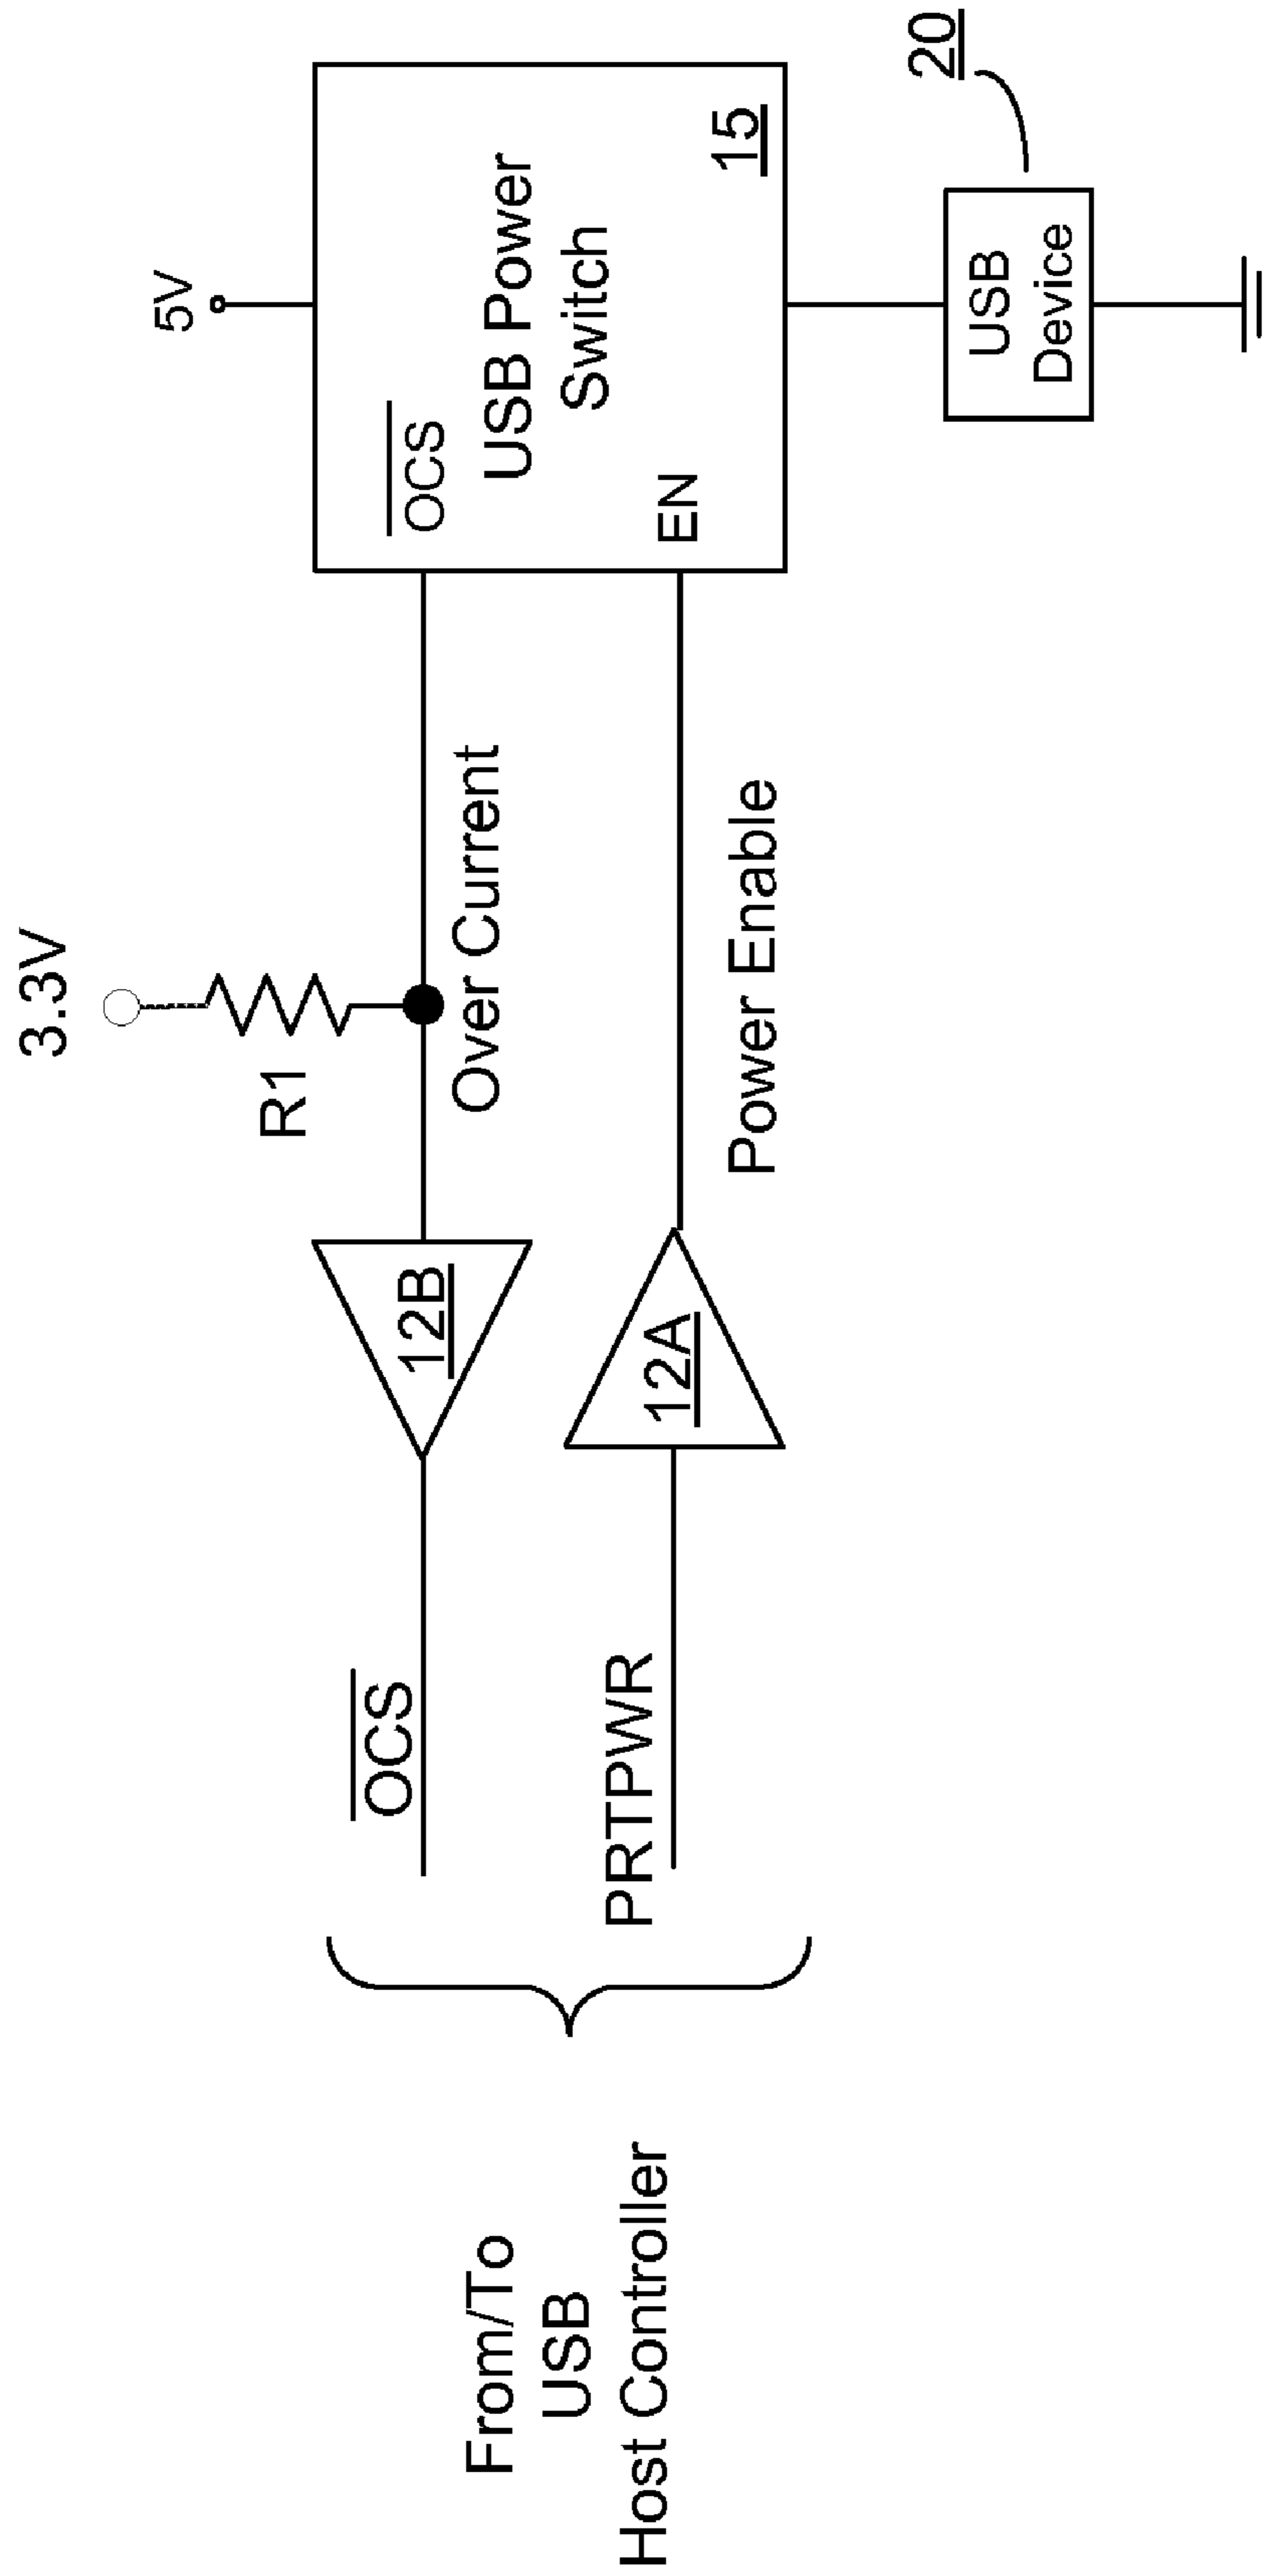 3.3V
5V
R1
OCS
12B
Over Current
OCS
USB Power
Switch
15
From/To
USB
Host Controller
PRTPWR
12A
Power Enable
EN
USB
Device
20